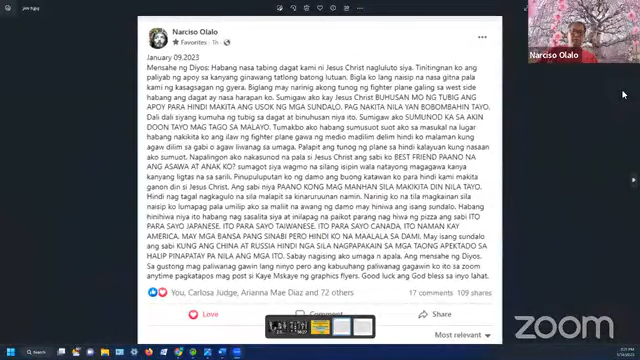 Narciso Olalo
Favorites · 1h ·
January 09.2023
Mensahe ng Diyos: Habang nasa tabing dagat kami ni Jesus Christ nagluluto siya. Tinitingnan ko ang
paliyab ng apoy sa kanyang ginawang tatlong batong lutuan. Bigla ko lang naisip na nasa gitna pala
kami ng kasagsagan ng gyera. Biglang may narinig akong tunog ng fighter plane galing sa west side
habang ang dagat ay nasa harapan ko. Sumigaw ako kay Jesus Christ BUHUSAN MO NG TUBIG ANG
APOY PARA HINDI MAKITA ANG USOK NG MGA SUNDALO. PAG NAKITA NILA YAN BOBOMBAHIN TAYO.
Dali dali siyang kumuha ng tubig sa dagat at binuhusan niya ito. Sumigaw ako SUMUNOD KA SA AKIN
DOON TAYO MAG TAGO SA MALAYO. Tumakbo ako habang sumusuot suot ako sa masukal na lugar
habang nakikita ko ang ilaw ng fighter plane gawa ng medio madilim delim hindi ko malaman kung
agaw dilim sa gabi o agaw liwanag sa umaga. Palapit ang tunog ng plane sa hindi kalayuan kung nasaan
ako sumuot. Napalingon ako nakasunod na pala si Jesus Christ ang sabi ko BEST FRIEND PAANO NA
ANG ASAWA AT ANAK KO? sumagot siya wagmo na silang isipin wala natayong magagawa kanya
kanyang ligtas na sa sarili. Pinupuluputan ko ng damo ang buong katawan ko para hindi kami makita
ganon din si Jesus Christ. Ang sabi niya PAANO KONG MAG MANHAN SILA MAKIKITA DIN NILA TAYO.
Hindi nag tagal nagkagulo na sila malapit sa kinaruruunan namin. Narinig ko na tila magkainan sila
naisip ko lumapag pala umilip ako sa maliit na awang ng damo may hiniwa ang isang sundalo. Habang
hinihiwa niya ito habang nag sasalita siya at inilapag na paikot parang nag hiwa ng pizza ang sabi ITO
PARA SAYO JAPANESE, ITO PARA SAYO TAIWANESE, ITO PARA SAYO CANADA, ITO NAMAN KAY
AMERICA. MAY MGA BANSA PANG SINABI PERO HINDI KO NA MAALALA SA DAMI. May isang sundalo
ang sabi KUNG ANG CHINA AT RUSSIA HINDI NGA SILA NAGPAPAKAIN SA MGA TAONG APEKTADO SA
HALIP PINAPATAY PA NILA ANG MGA ITO. Sabay nagising ako umaga n apala. Ang mensahe ng Diyos.
Sa gustong mag paliwanag gawin lang ninyo pero ang kabuuhang paliwanag gagawin ko ito sa zoom
anytime pagkatapos mag post si Kaye Mskaye ng graphics flyers. Good luck ang God bless sa inyo lahat.
You, Carlosa Judge, Arianna Mae Diaz and 72 others
17 comments 109 shares
Love
Comment
Share
Most relevant
Narciso Olalo
zoom